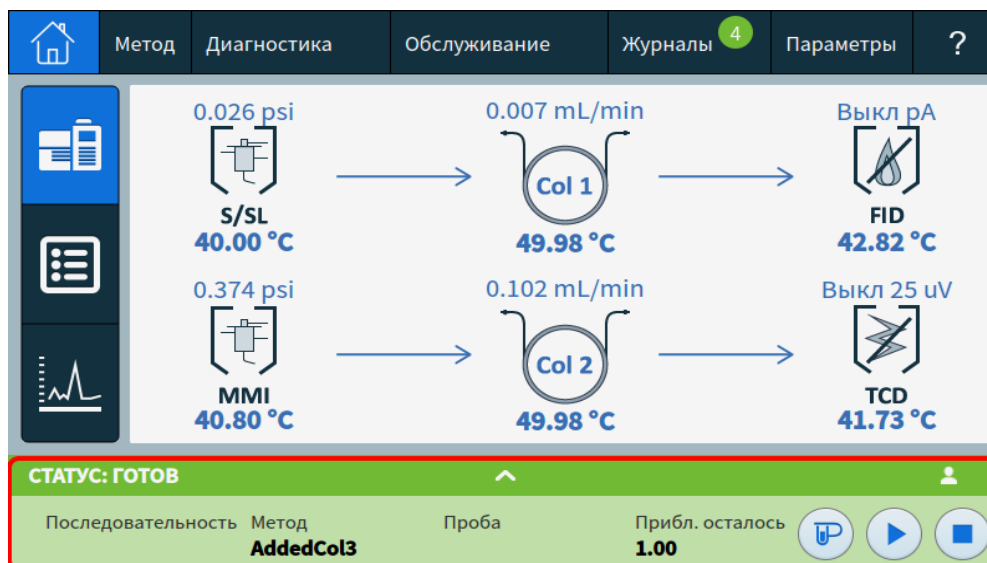 Метод Диагностика Обслуживание Журналы 4 Параметры ?
0.026 psi 0.007 mL/min Выкл pA
Col 1
S/SL FID
40.00 °C 49.98 °C 42.82 °C
0.374 psi 0.102 mL/min Выкл 25 uV
Col 2
MMI TCD
40.80 °C 49.98 °C 41.73 °C
СТАТУС: ГОТОВ
Последовательность Метод Проба Прибл. осталось
AddedCol3 1.00